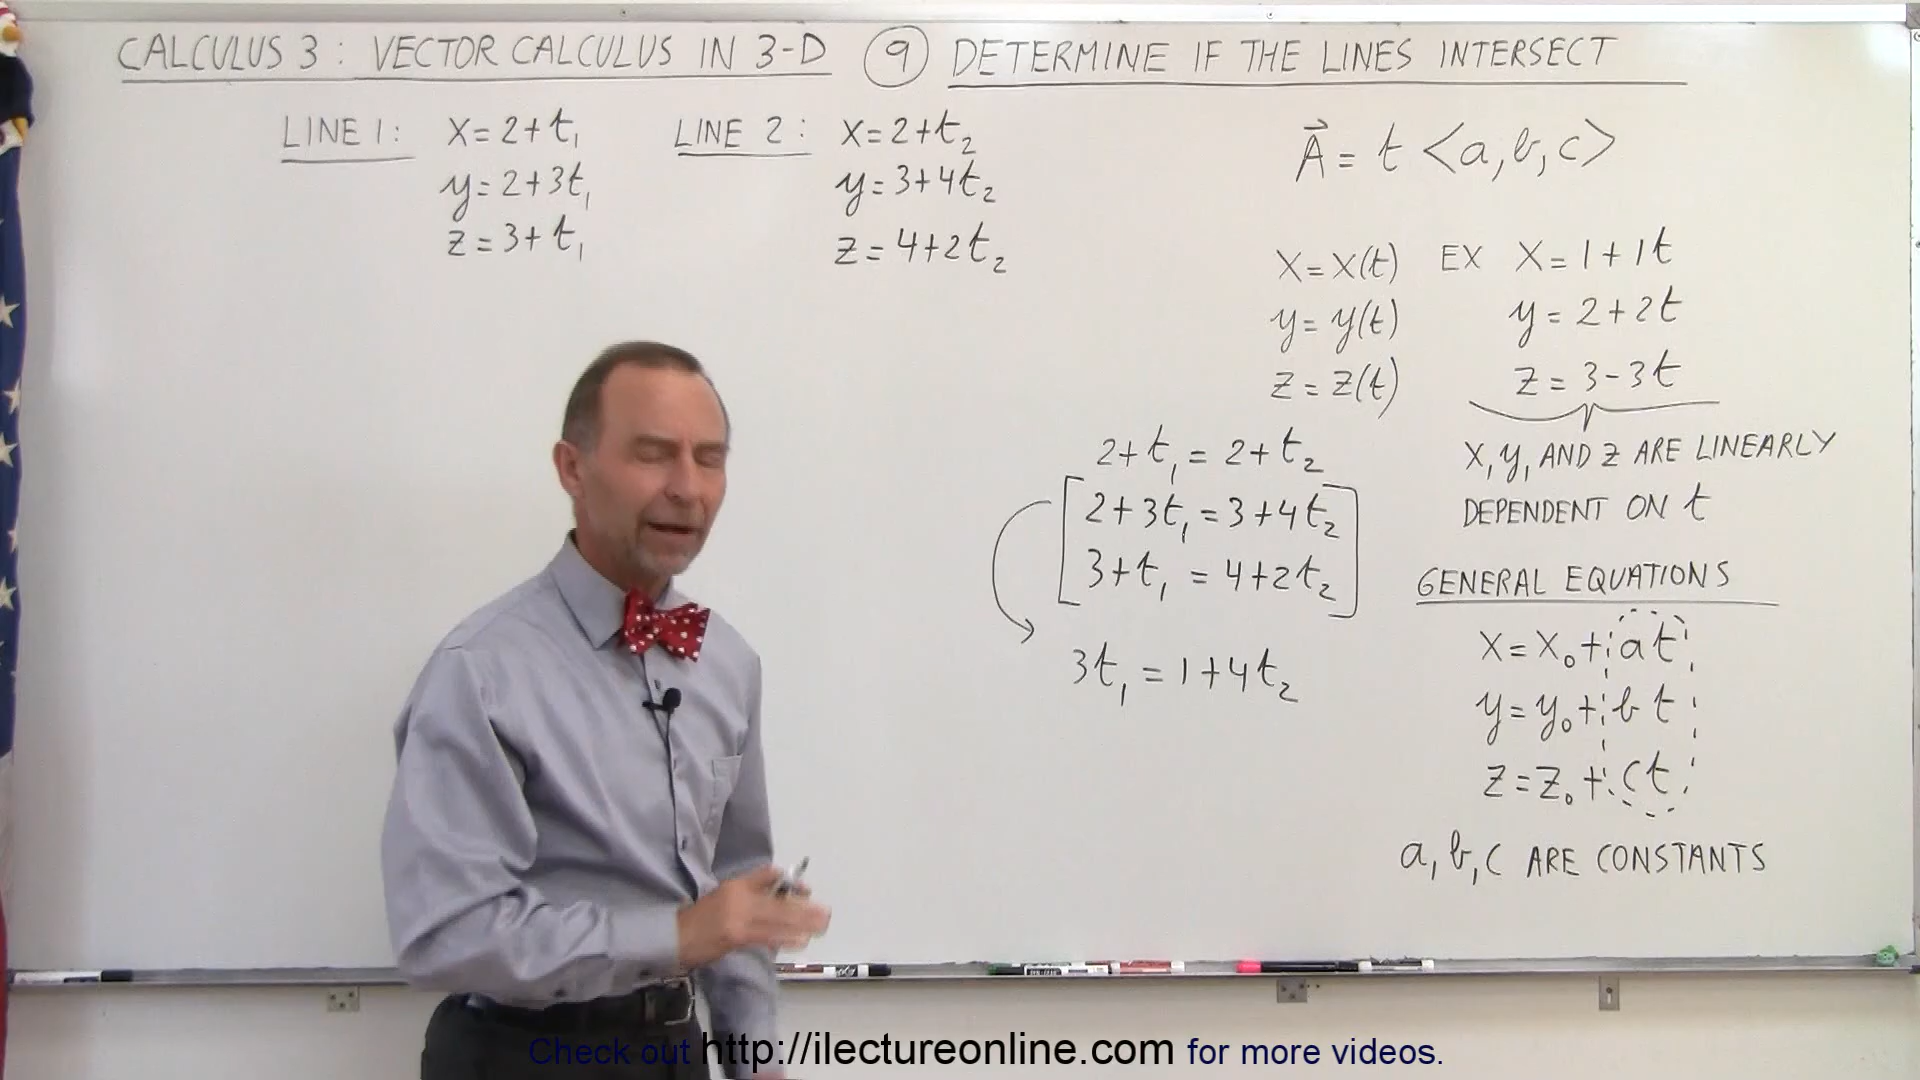 CALCULUS 3: VECTOR CALCULUS IN 3-D ⑨ DETERMINE IF THE LINES INTERSECT
LINE 1: x=2+t₁
y=2+3t₁
z=3+t₁
LINE 2: x=2+t₂
y=3+4t₂
z=4+2t₂
A⃗ = t <a, b, c>
x=x(t)
y=y(t)
z=z(t)
EX x=1+1t
y=2+2t
z=3-3t
x, y, AND z ARE LINEARLY
DEPENDENT ON t
2+t₁=2+t₂
2+3t₁=3+4t₂
3+t₁=4+2t₂
3t₁=1+4t₂
GENERAL EQUATIONS
x=x₀+at
y=y₀+bt
z=z₀+ct
a, b, c ARE CONSTANTS
Check out http://ilectureonline.com for more videos.